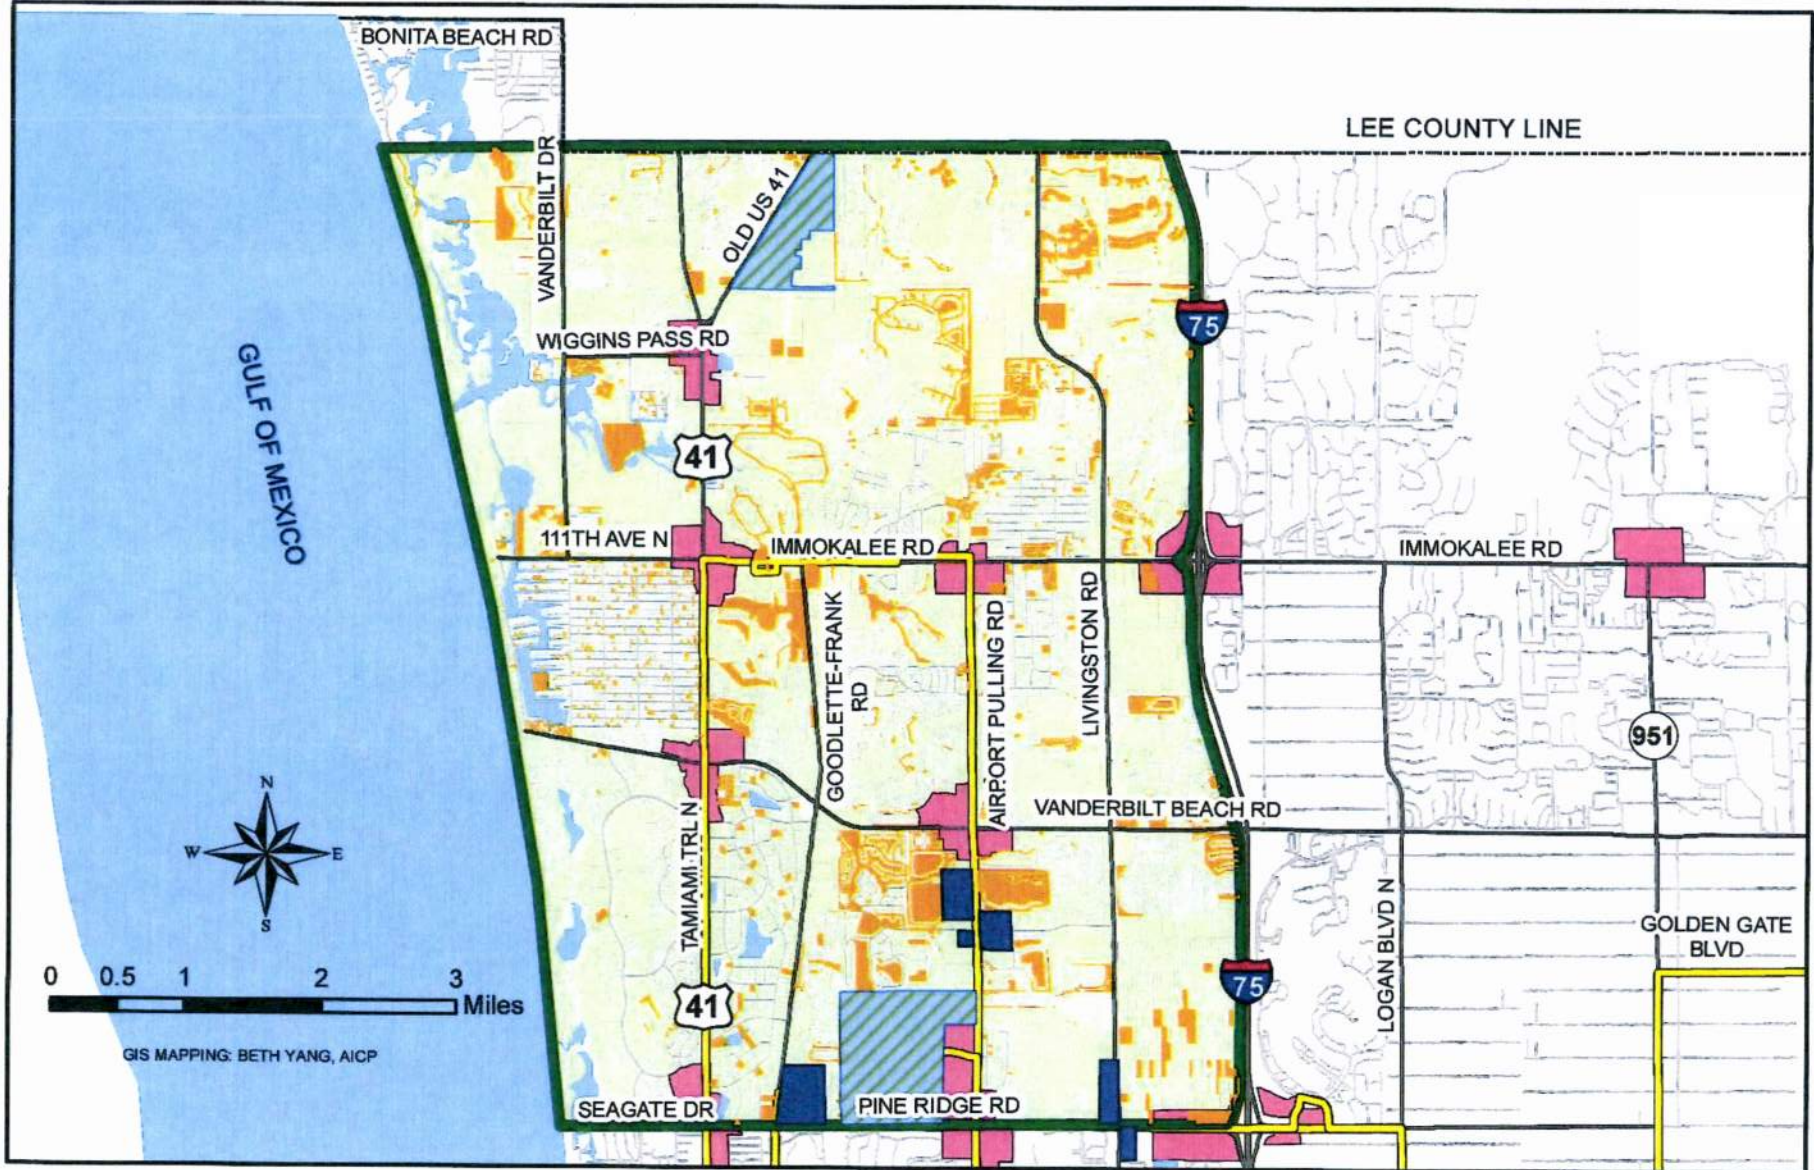 BONITA BEACH RD
LEE COUNTY LINE
VANDERBILT DR
OLD US 41
75
WIGGINS PASS RD
GULF OF MEXICO
41
111TH AVE N
IMMOKALEE RD
IMMOKALEE RD
GOODLETTE-FRANK
RD
AIRPORT PULLING RD
LIVINGSTON RD
951
N
W
E
S
TAMIAMI TRL N
VANDERBILT BEACH RD
LOGAN BLVD N
GOLDEN GATE
BLVD
0 0.5 1 2 3
Miles
41
75
GIS MAPPING: BETH YANG, AICP
SEAGATE DR
PINE RIDGE RD